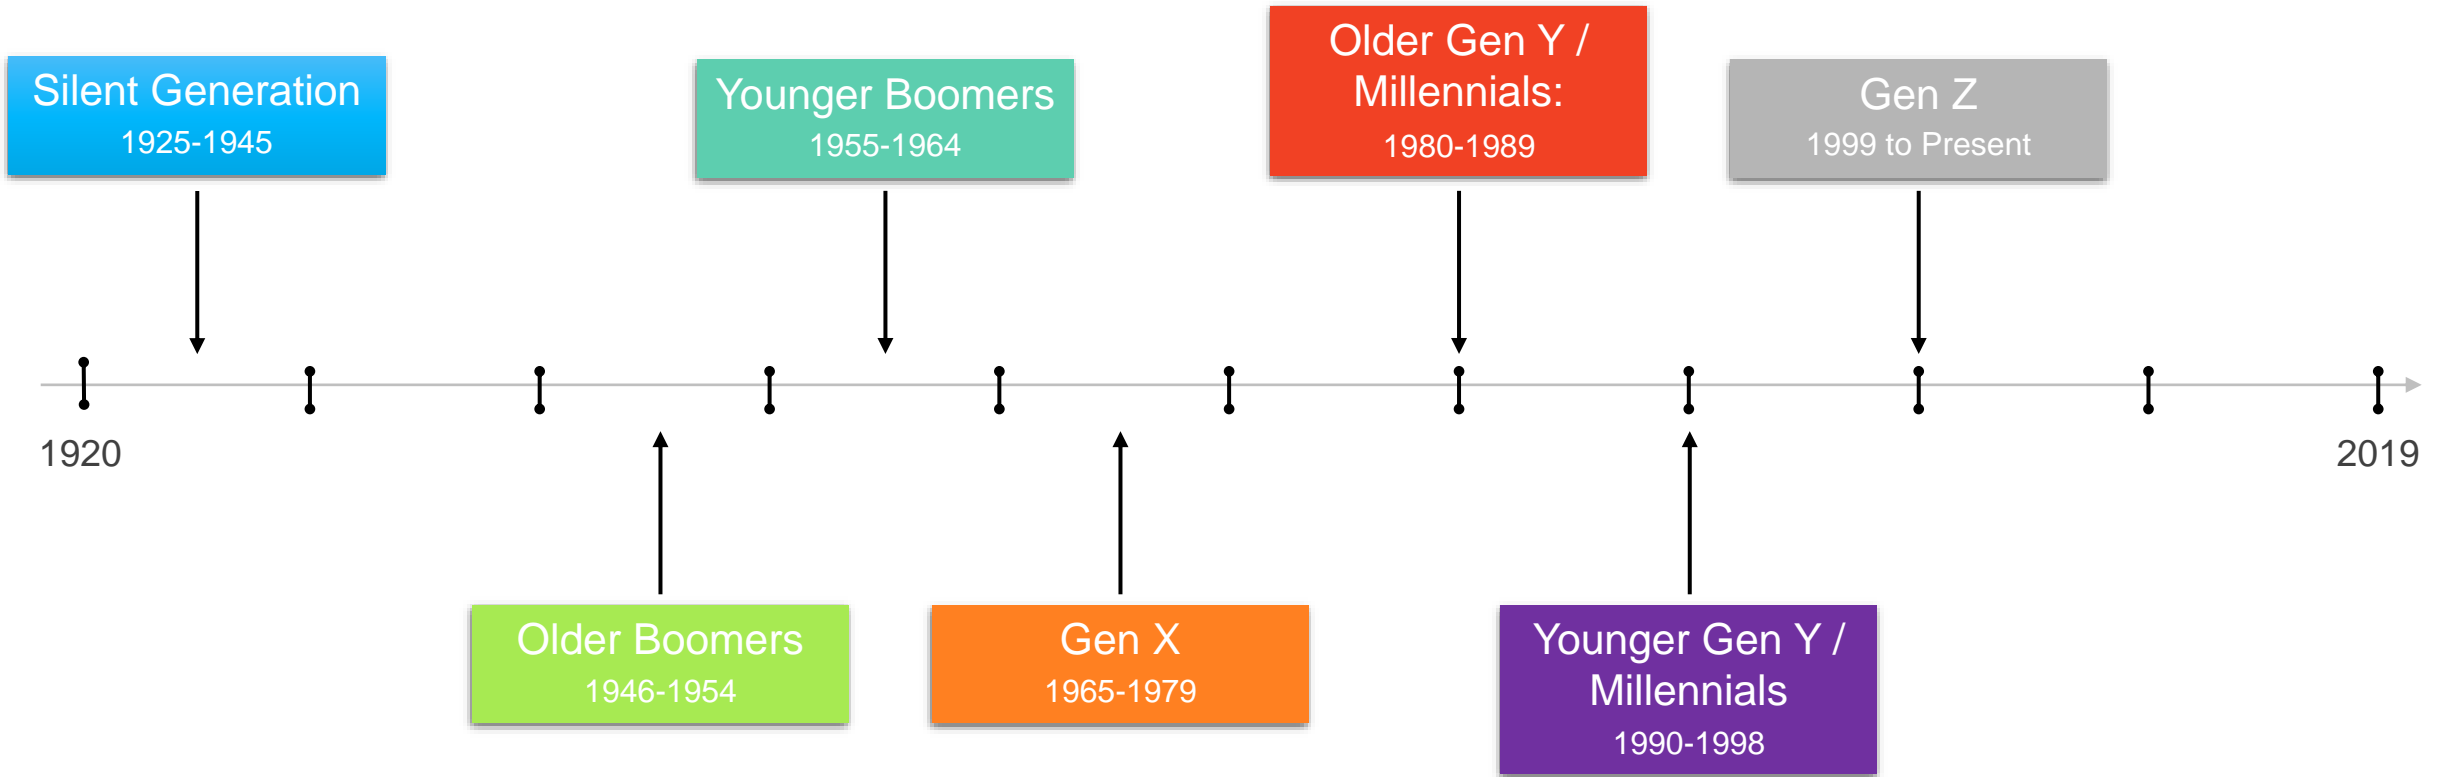 Silent Generation
1925-1945
Younger Boomers
1955-1964
Older Gen Y /
Millennials:
1980-1989
Gen Z
1999 to Present
1920
2019
Older Boomers
1946-1954
Gen X
1965-1979
Younger Gen Y /
Millennials
1990-1998